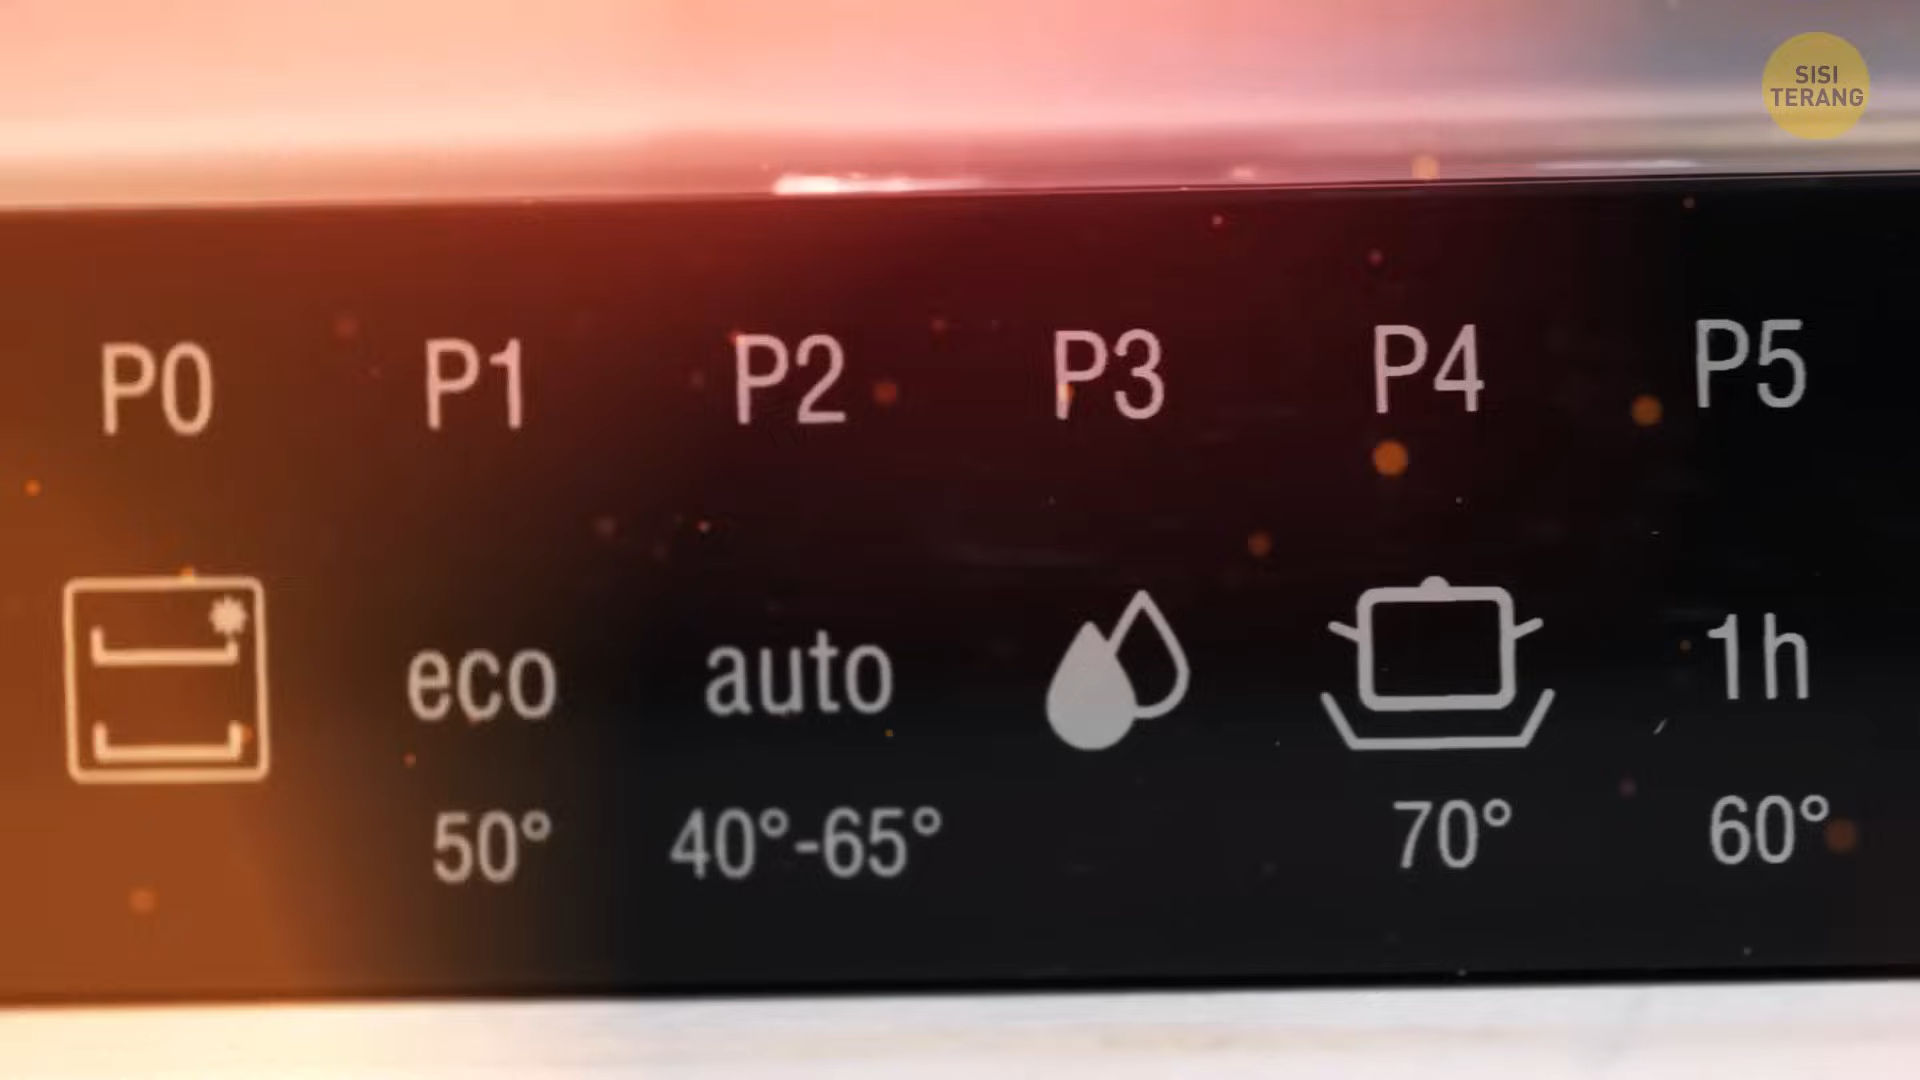 SISI
TERANG
P0 P1 P2 P3 P4 P5
eco auto 1h
50° 40°-65° 70° 60°